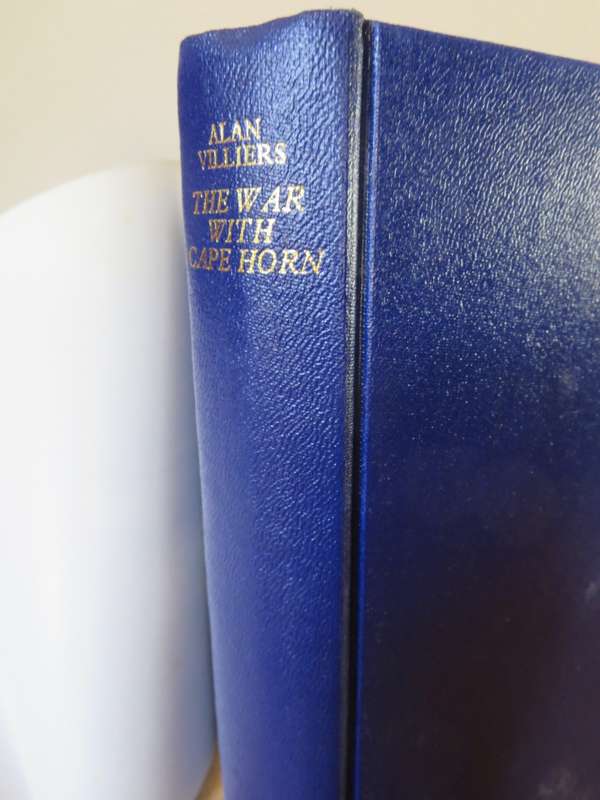 ALAN
VILLIERS
THE WAR
WITH
CAPE HORN